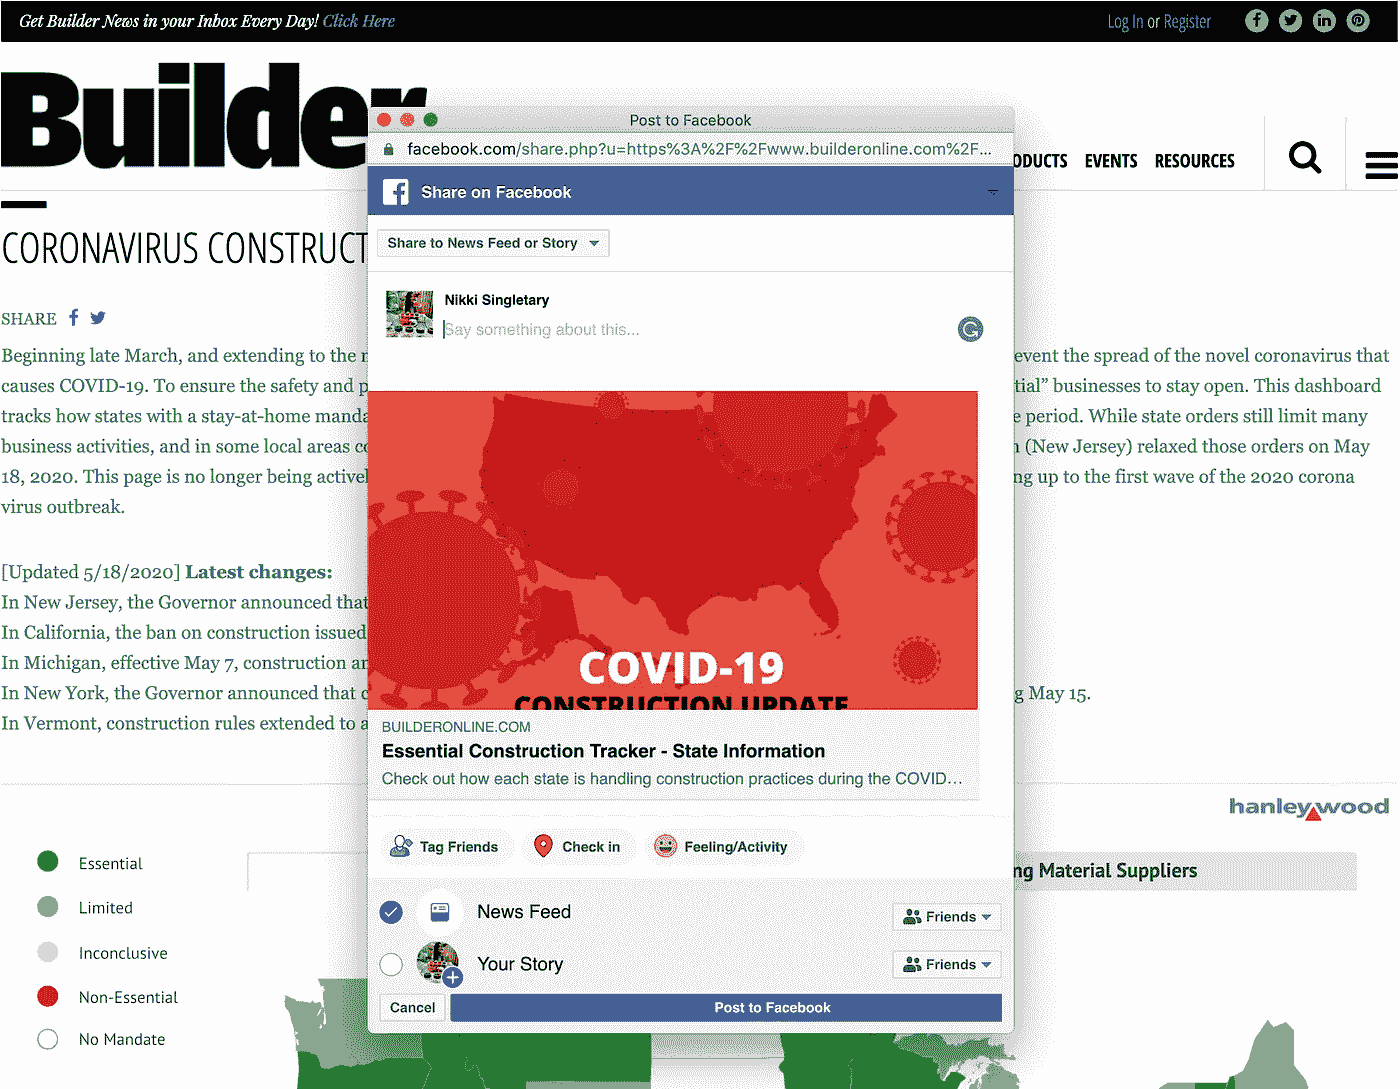 Get Builder News in your Inbox Every Day! Click Here
Log In or Register
Builder
ODUCTS EVENTS RESOURCES
CORONAVIRUS CONSTRUCT
SHARE
Beginning late March, and extending to the
event the spread of the novel coronavirus that
causes COVID-19. To ensure the safety and p
tial" businesses to stay open. This dashboard
tracks how states with a stay-at-home manda
e period. While state orders still limit many
business activities, and in some local areas co
(New Jersey) relaxed those orders on May
18, 2020. This page is no longer being activel
ng up to the first wave of the 2020 corona
virus outbreak.
[Updated 5/18/2020] Latest changes:
In New Jersey, the Governor announced that
In California, the ban on construction issued
In Michigan, effective May 7, construction an
In New York, the Governor announced that c
g May 15.
In Vermont, construction rules extended to a
hanleywood
Essential
Limited
Inconclusive
Non-Essential
No Mandate
ng Material Suppliers
Post to Facebook
facebook.com/share.php?u=https%3A%2F%2Fwww.builderonline.com%2F...
Share on Facebook
Share to News Feed or Story
Nikki Singletary
Say something about this...
COVID-19
CONSTRUCTION UPDATE
BUILDERONLINE.COM
Essential Construction Tracker - State Information
Check out how each state is handling construction practices during the COVID...
Tag Friends
Check in
Feeling/Activity
News Feed
Friends
Your Story
Friends
Cancel
Post to Facebook